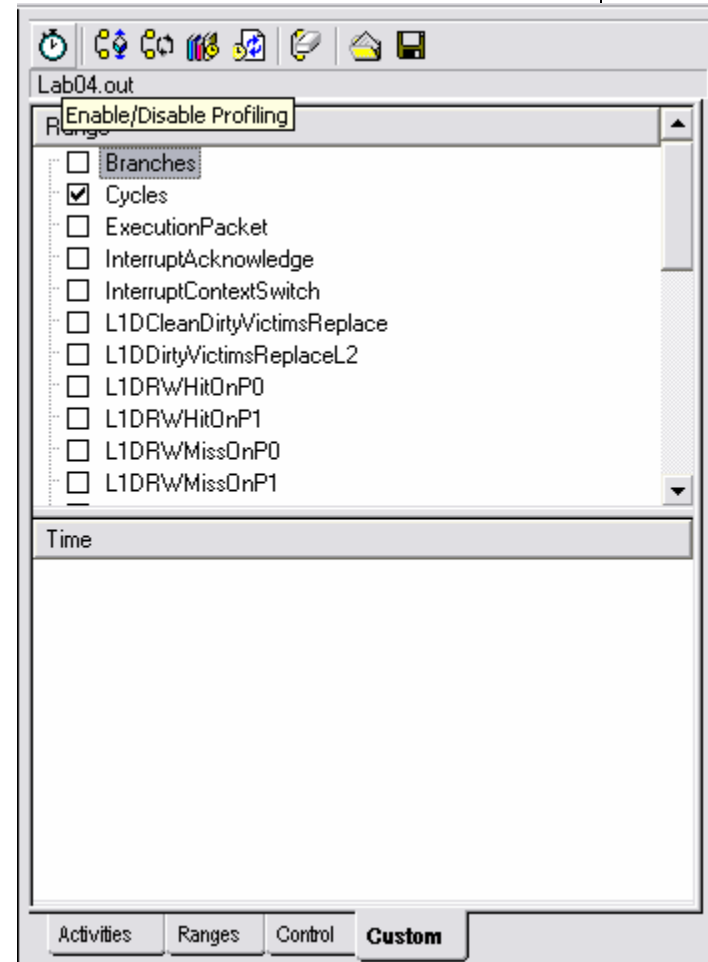 Lab04.out
Enable/Disable Profiling
Branches
Cycles
ExecutionPacket
InterruptAcknowledge
InterruptContextSwitch
L1DCleanDirtyVictimsReplace
L1DDirtyVictimsReplaceL2
L1DRWHitOnP0
L1DRWHitOnP1
L1DRWMissOnP0
L1DRWMissOnP1
Time
Activities Ranges Control Custom